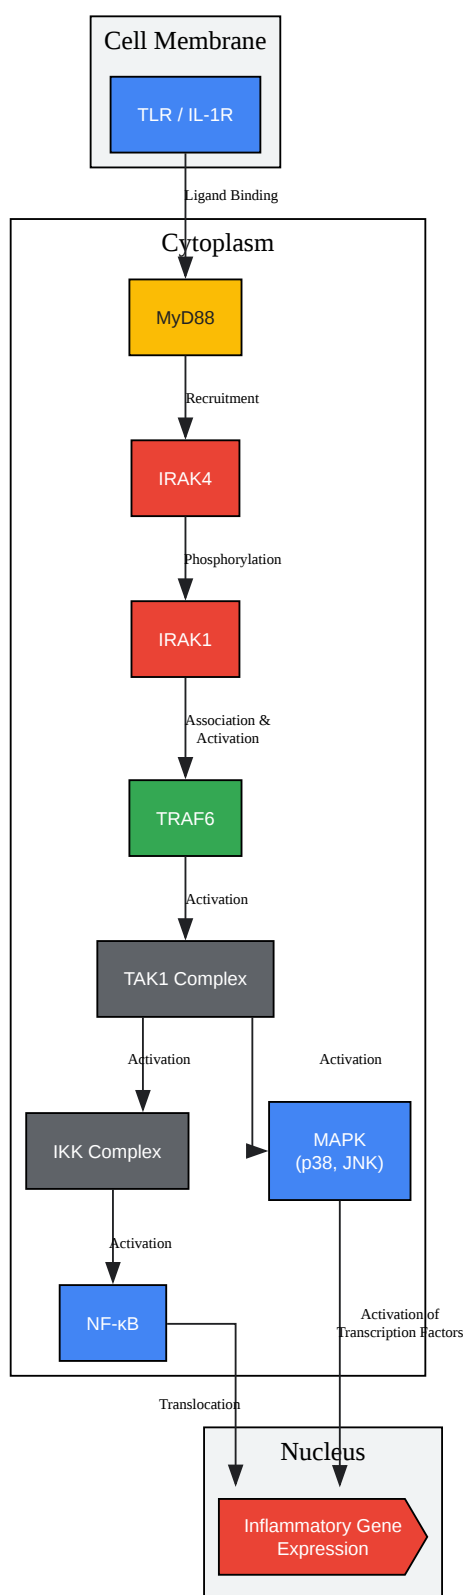 Cell Membrane
TLR / IL-1R
Ligand Binding
Cytoplasm
MyD88
Recruitment
IRAK4
Phosphorylation
IRAK1
Association &
Activation
TRAF6
Activation
TAK1 Complex
Activation
Activation
IKK Complex
MAPK
(p38, JNK)
Activation
NF-κB
Activation of
Transcription Factors
Translocation
Nucleus
Inflammatory Gene
Expression